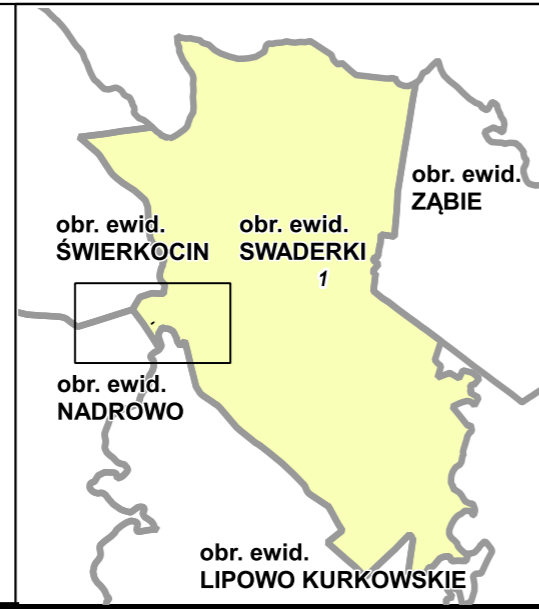 obr. ewid.
ZĄBIE
obr. ewid.
ŚWIERKOCIN
obr. ewid.
SWADERKI
1
obr. ewid.
NADROWO
obr. ewid.
LIPOWO KURKOWSKIE